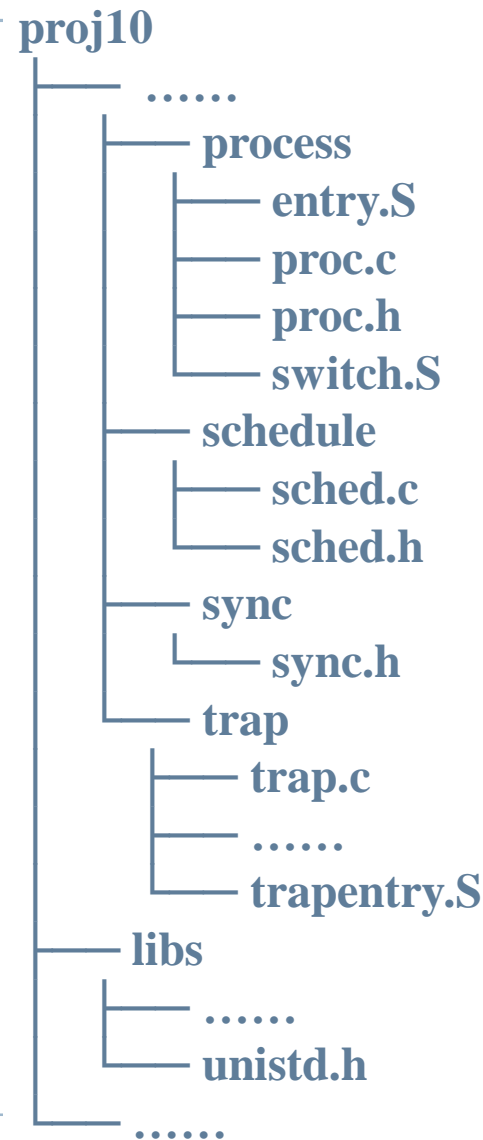 proj10
......
process
entry.S
proc.c
proc.h
switch.S
schedule
sched.c
sched.h
sync
sync.h
trap
trap.c
......
trapentry.S
libs
......
unistd.h
......